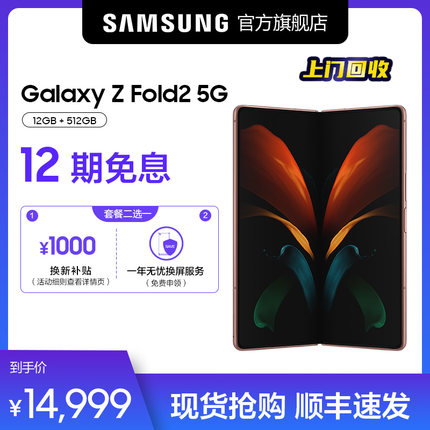 SAMSUNG 官方旗舰店
上门回收
Galaxy Z Fold2 5G
12GB + 512GB
12 期免息
套餐二选一
1
2
¥1000
换新补贴
(活动细则查看详情页)
一年无忧换屏服务
(免费申领)
到手价
¥14,999
现货抢购 顺丰速发